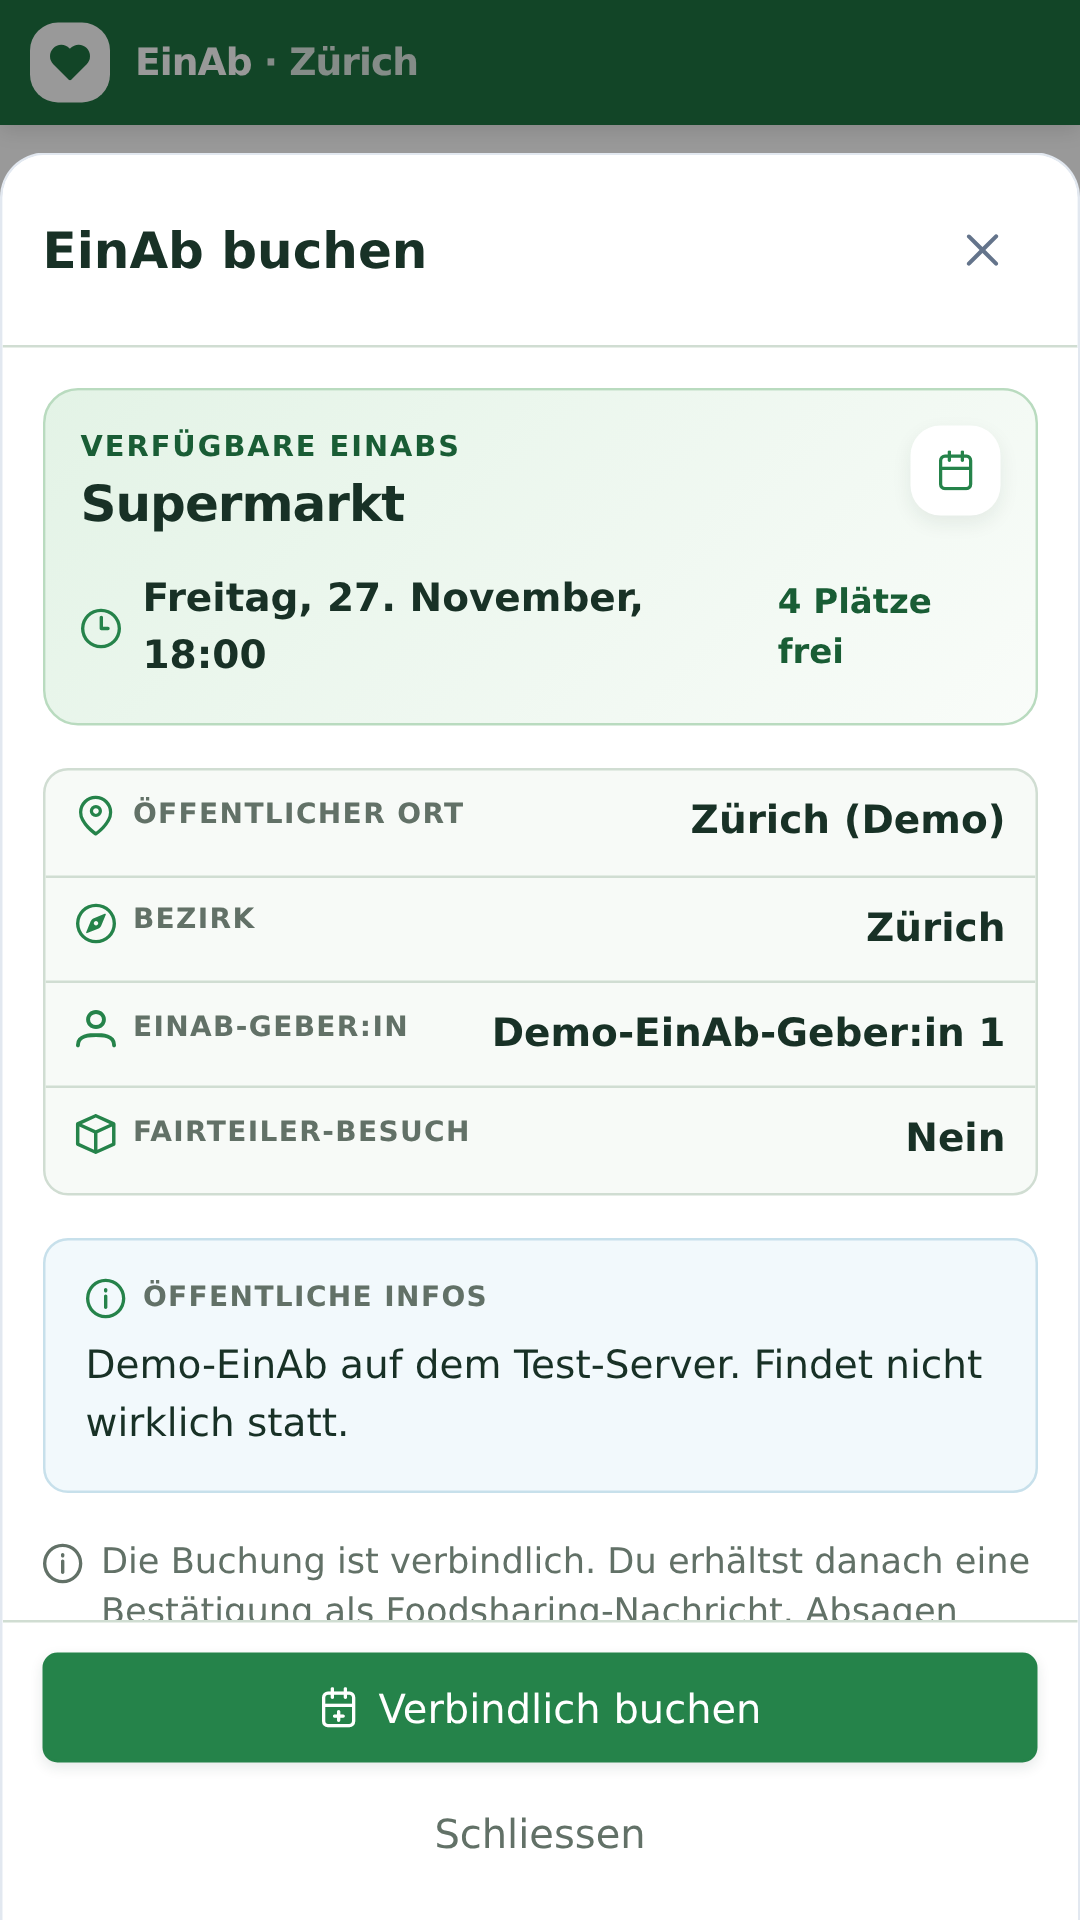 EinAb · Zürich
EinAb buchen
VERFÜGBARE EINABS
Supermarkt
Freitag, 27. November,
18:00
4 Plätze
frei
ÖFFENTLICHER ORT
Zürich (Demo)
BEZIRK
Zürich
EINAB-GEBER:IN
Demo-EinAb-Geber:in 1
FAIRTEILER-BESUCH
Nein
ÖFFENTLICHE INFOS
Demo-EinAb auf dem Test-Server. Findet nicht
wirklich statt.
Die Buchung ist verbindlich. Du erhältst danach eine
Bestätigung als Foodsharing-Nachricht. Absagen
Verbindlich buchen
Schliessen